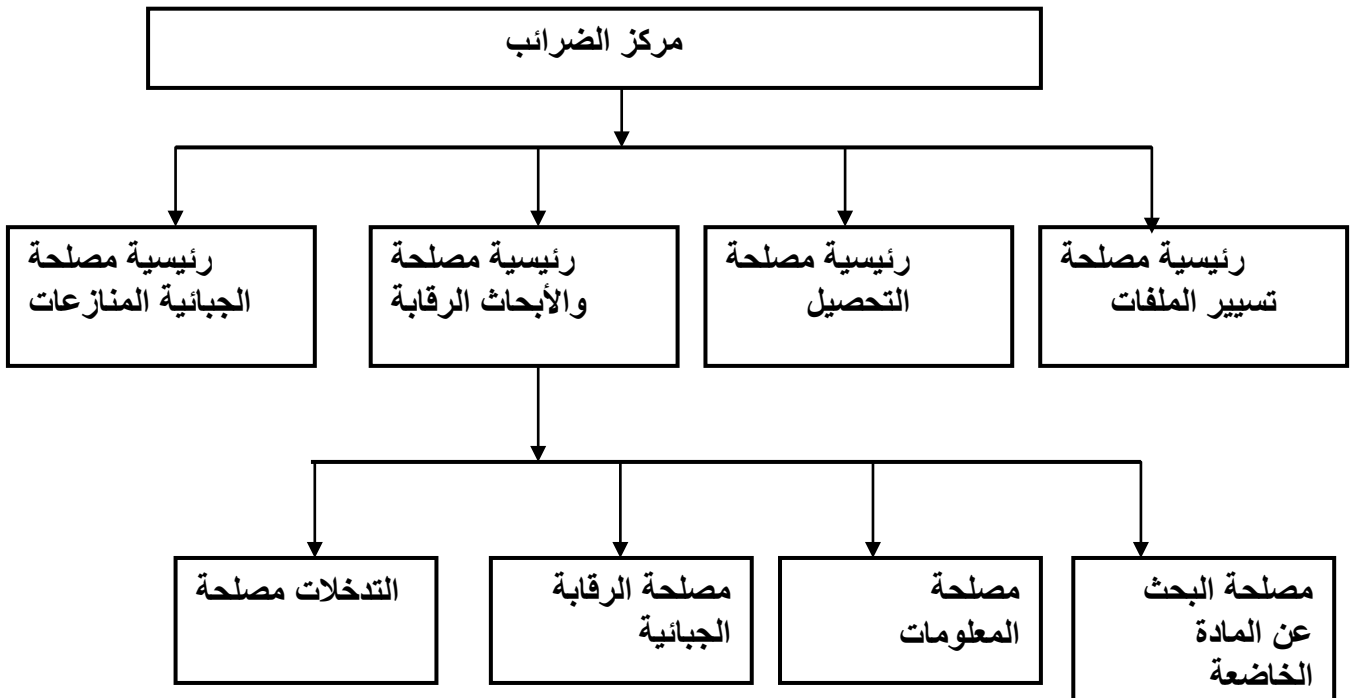 مركز الضرائب
رئيسية مصلحة
تسيير الملفات
رئيسية مصلحة
التحصيل
رئيسية مصلحة
والأبحاث الرقابة
رئيسية مصلحة
الجبائية المنازعات
مصلحة البحث
عن المادة
الخاضعة
مصلحة
المعلومات
مصلحة الرقابة
الجبائية
التدخلات مصلحة